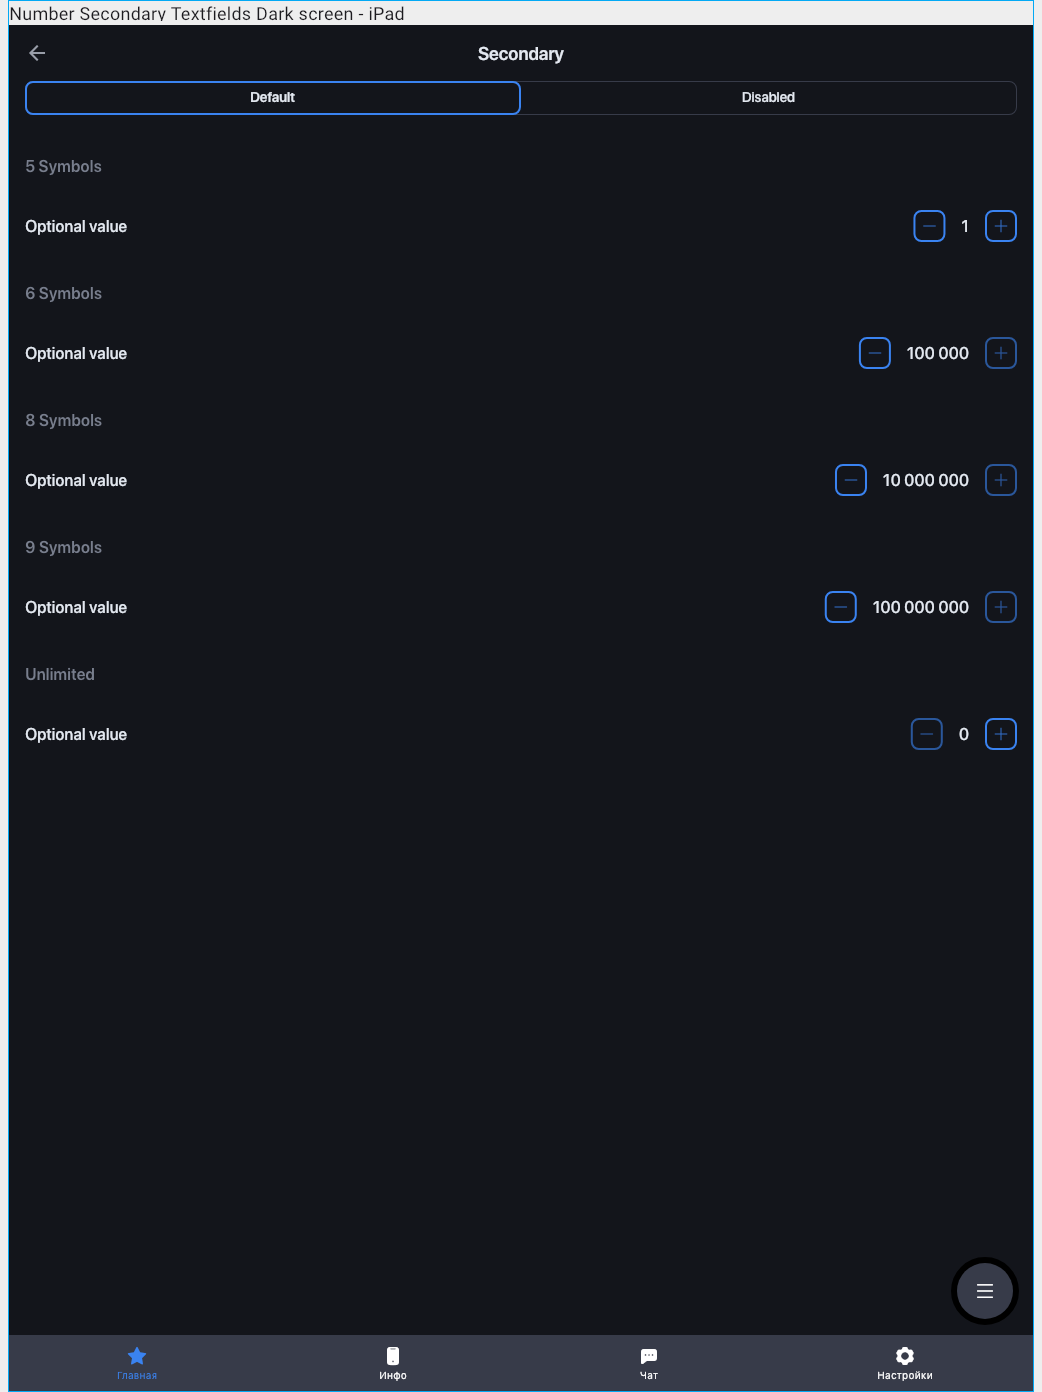 Number Secondary Textfields Dark screen - iPad
Secondary
Default
Disabled
5 Symbols
Optional value
1
6 Symbols
Optional value
100 000
8 Symbols
Optional value
10 000 000
9 Symbols
Optional value
100 000 000
Unlimited
Optional value
0
Главная
Инфо
Чат
Настройки